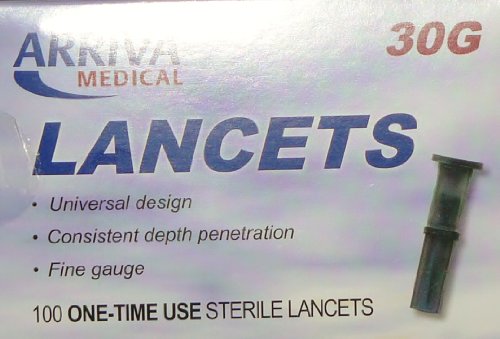 ARRIVA
MEDICAL
30G
LANCETS
• Universal design
• Consistent depth penetration
• Fine gauge
100 ONE-TIME USE STERILE LANCETS